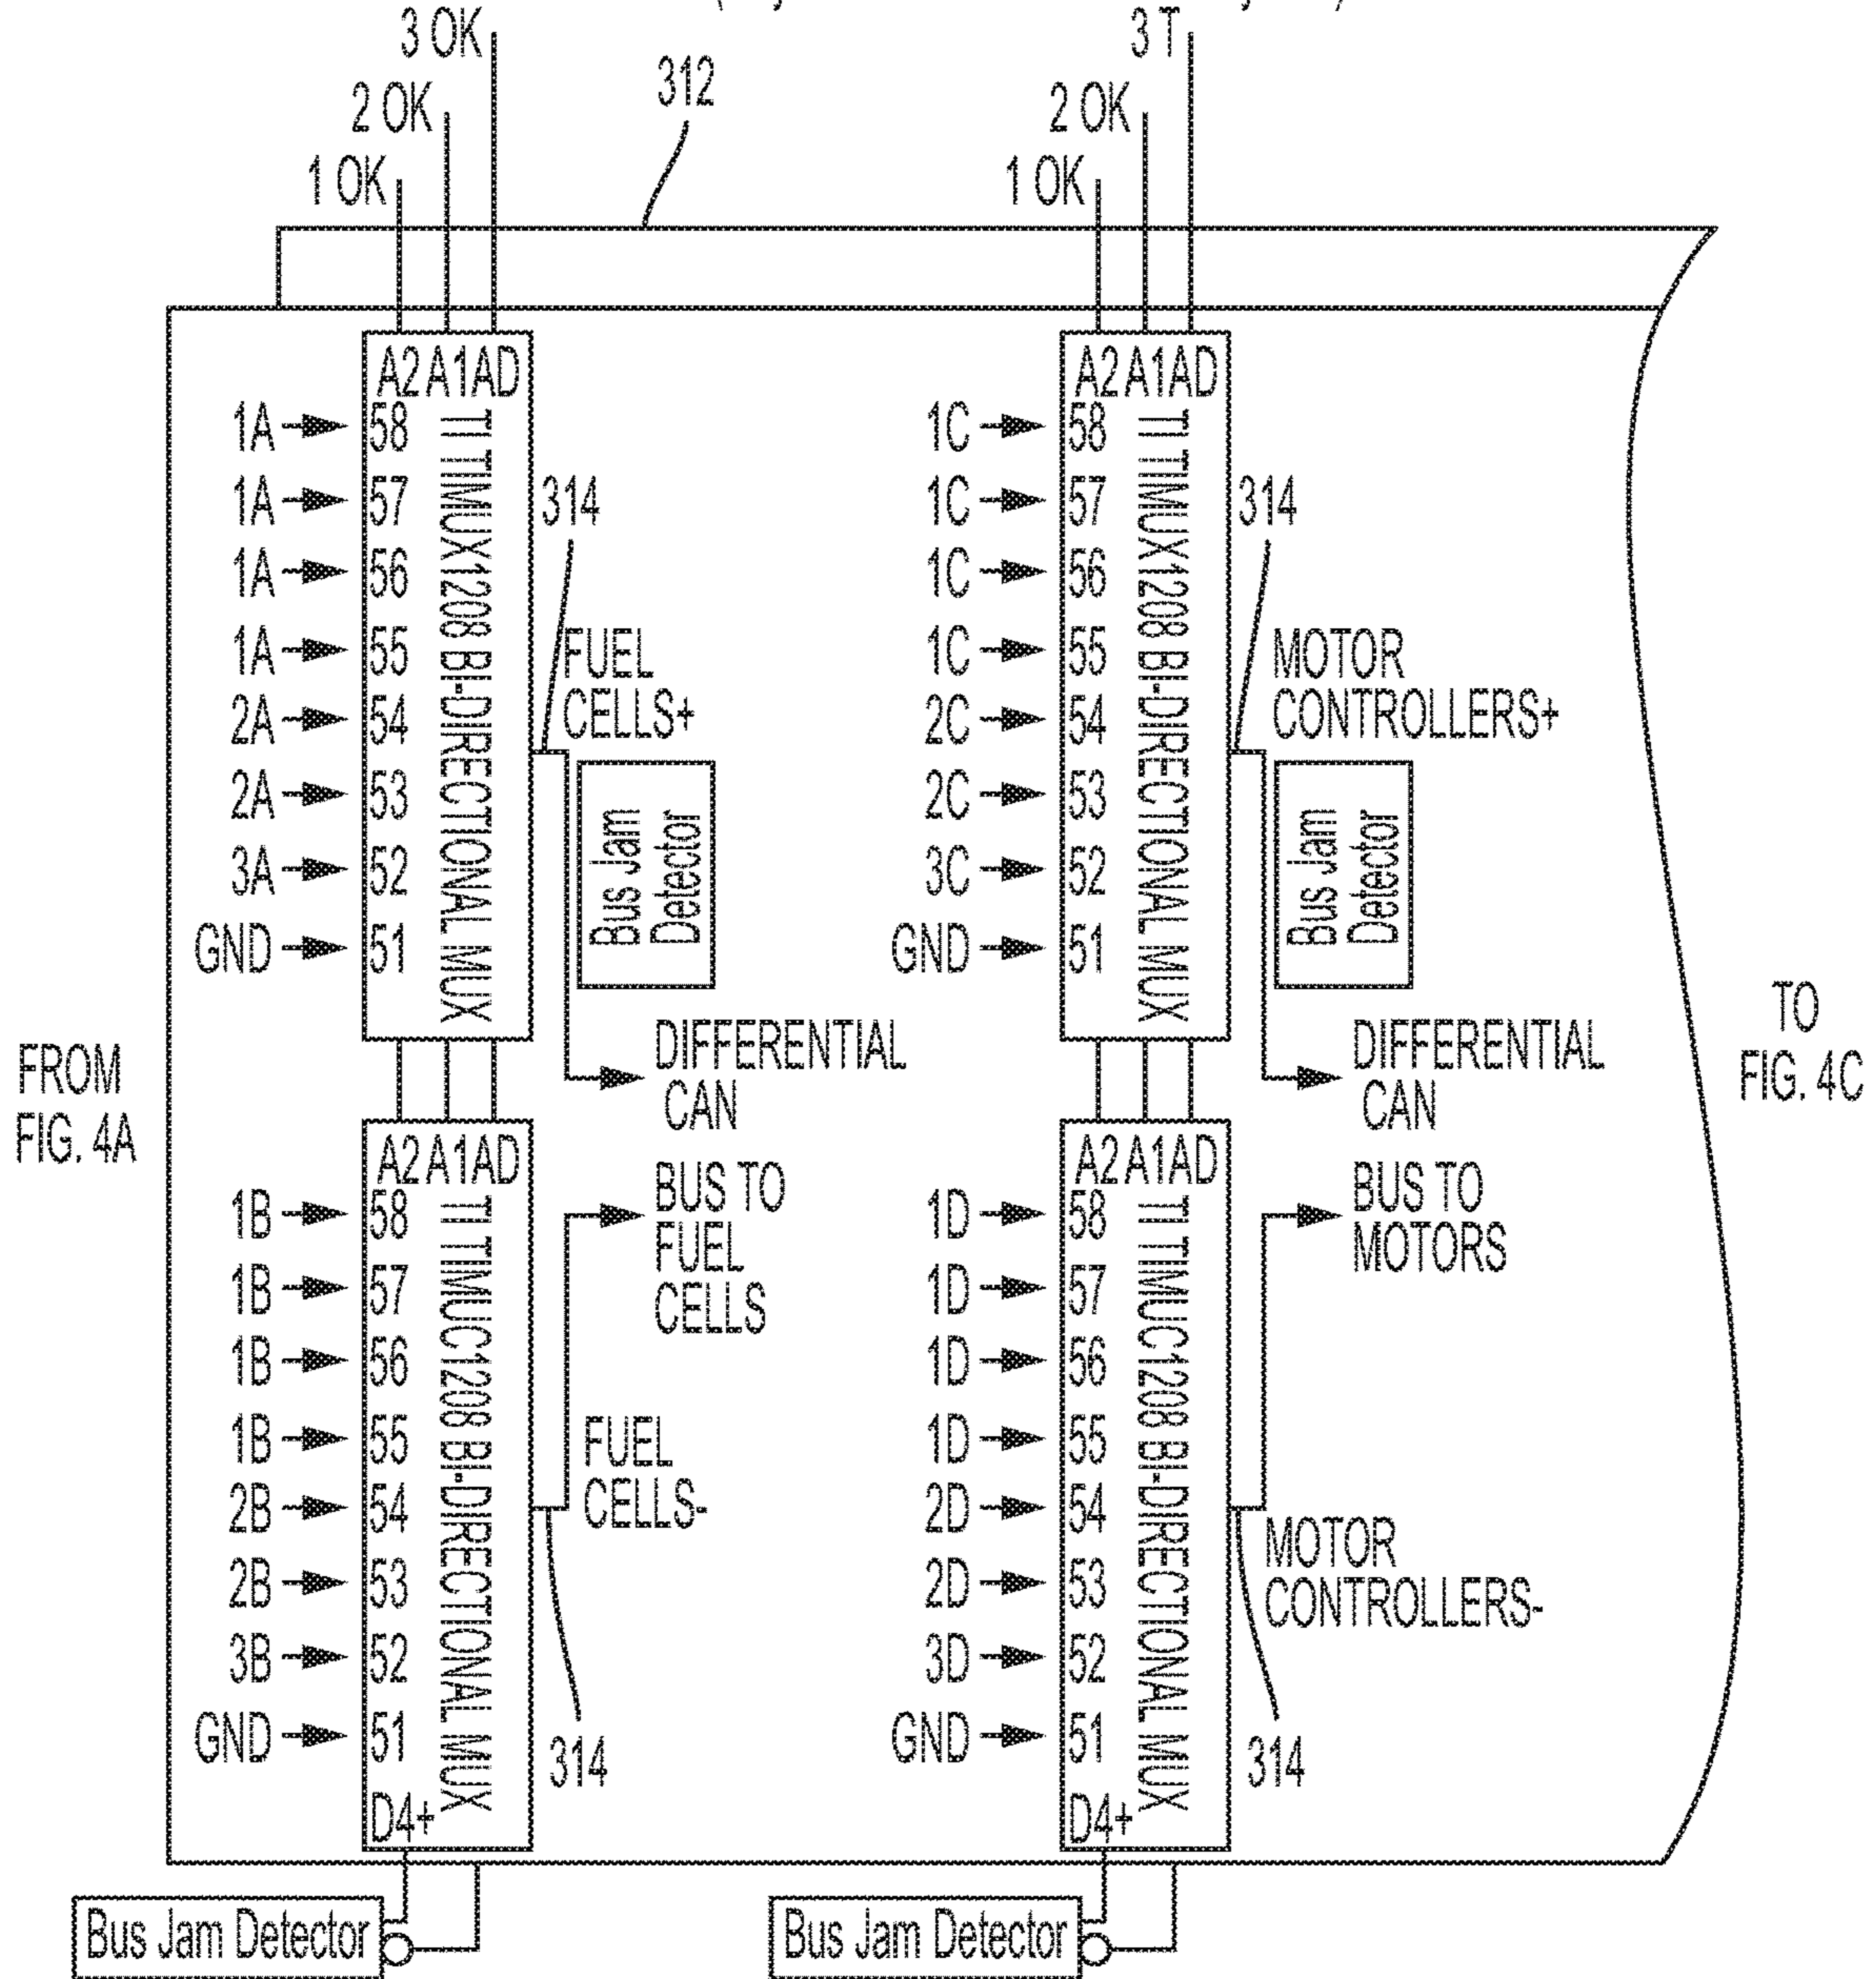 3 OK
3 T
312
2 OK
2 OK
1 OK
1 OK
A2 A1 AD
1A 58
1A 57
1A 56
1A 55
2A 54
2A 53
3A 52
GND 51
TI TIMUX1208 BI-DIRECTIONAL MUX
314
FUEL
CELLS+
Bus Jam
Detector
DIFFERENTIAL
CAN
A2 A1 AD
1C 58
1C 57
1C 56
1C 55
2C 54
2C 53
3C 52
GND 51
TI TIMUX1208 BI-DIRECTIONAL MUX
314
MOTOR
CONTROLLERS+
Bus Jam
Detector
DIFFERENTIAL
CAN
FROM
FIG. 4A
TO
FIG. 4C
A2 A1 AD
1B 58
1B 57
1B 56
1B 55
2B 54
2B 53
3B 52
GND 51
D4+
TI TIMUC1208 BI-DIRECTIONAL MUX
BUS TO
FUEL
CELLS
FUEL
CELLS-
314
Bus Jam Detector
A2 A1 AD
1D 58
1D 57
1D 56
1D 55
2D 54
2D 53
3D 52
GND 51
D4+
TI TIMUC1208 BI-DIRECTIONAL MUX
BUS TO
MOTORS
MOTOR
CONTROLLERS-
314
Bus Jam Detector